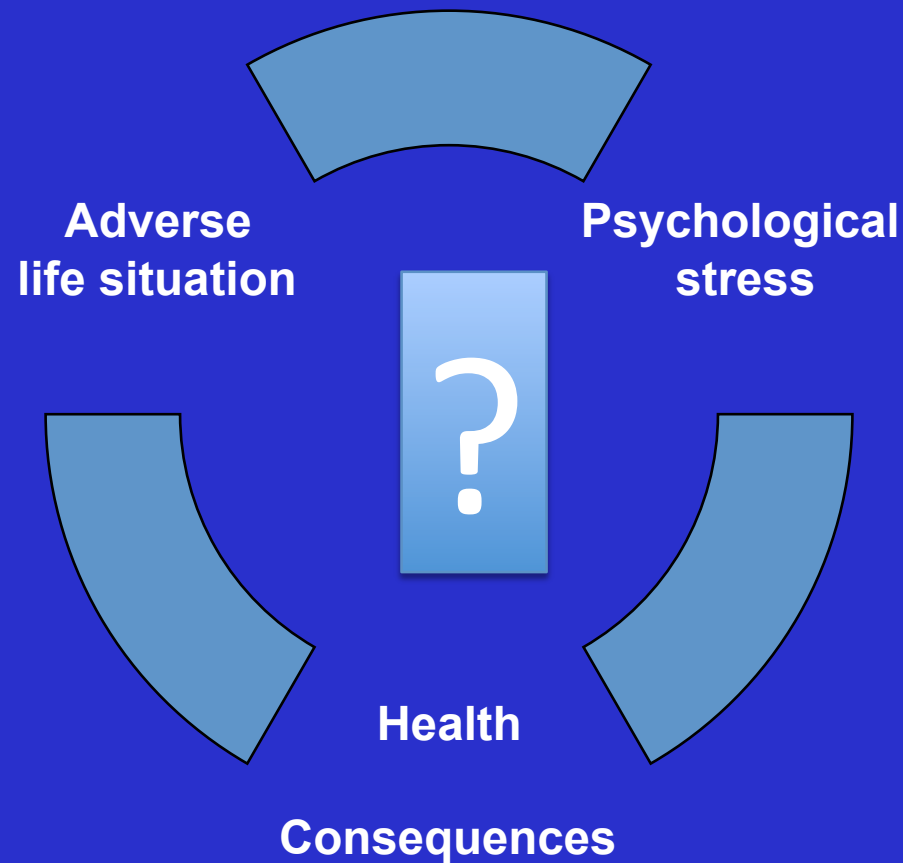 Adverse
life situation
Psychological
stress
?
Health
Consequences